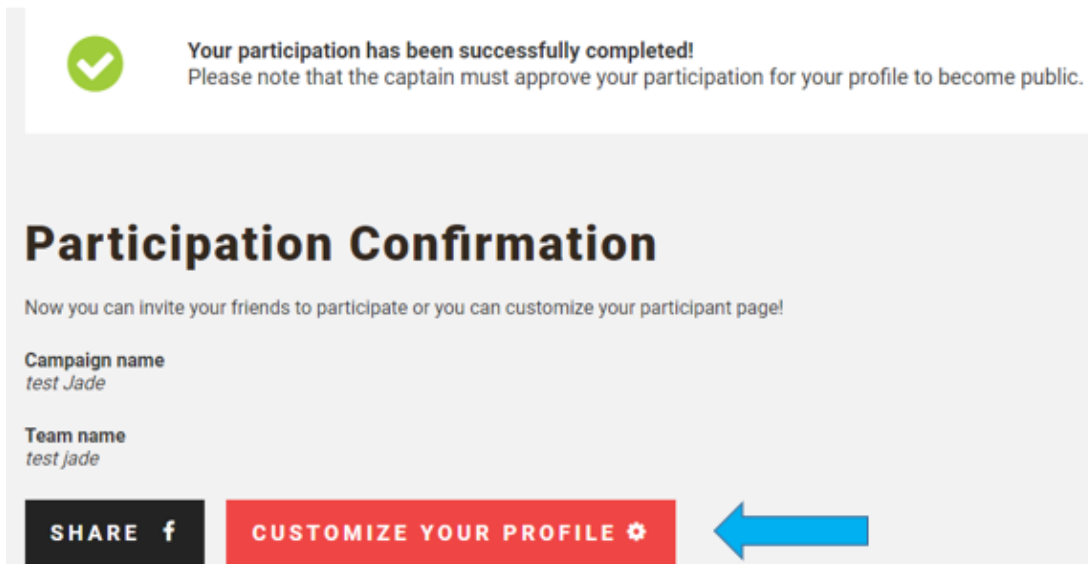 Your participation has been successfully completed!
Please note that the captain must approve your participation for your profile to become public.
Participation Confirmation
Now you can invite your friends to participate or you can customize your participant page!
Campaign name
test Jade
Team name
test jade
SHARE f
CUSTOMIZE YOUR PROFILE